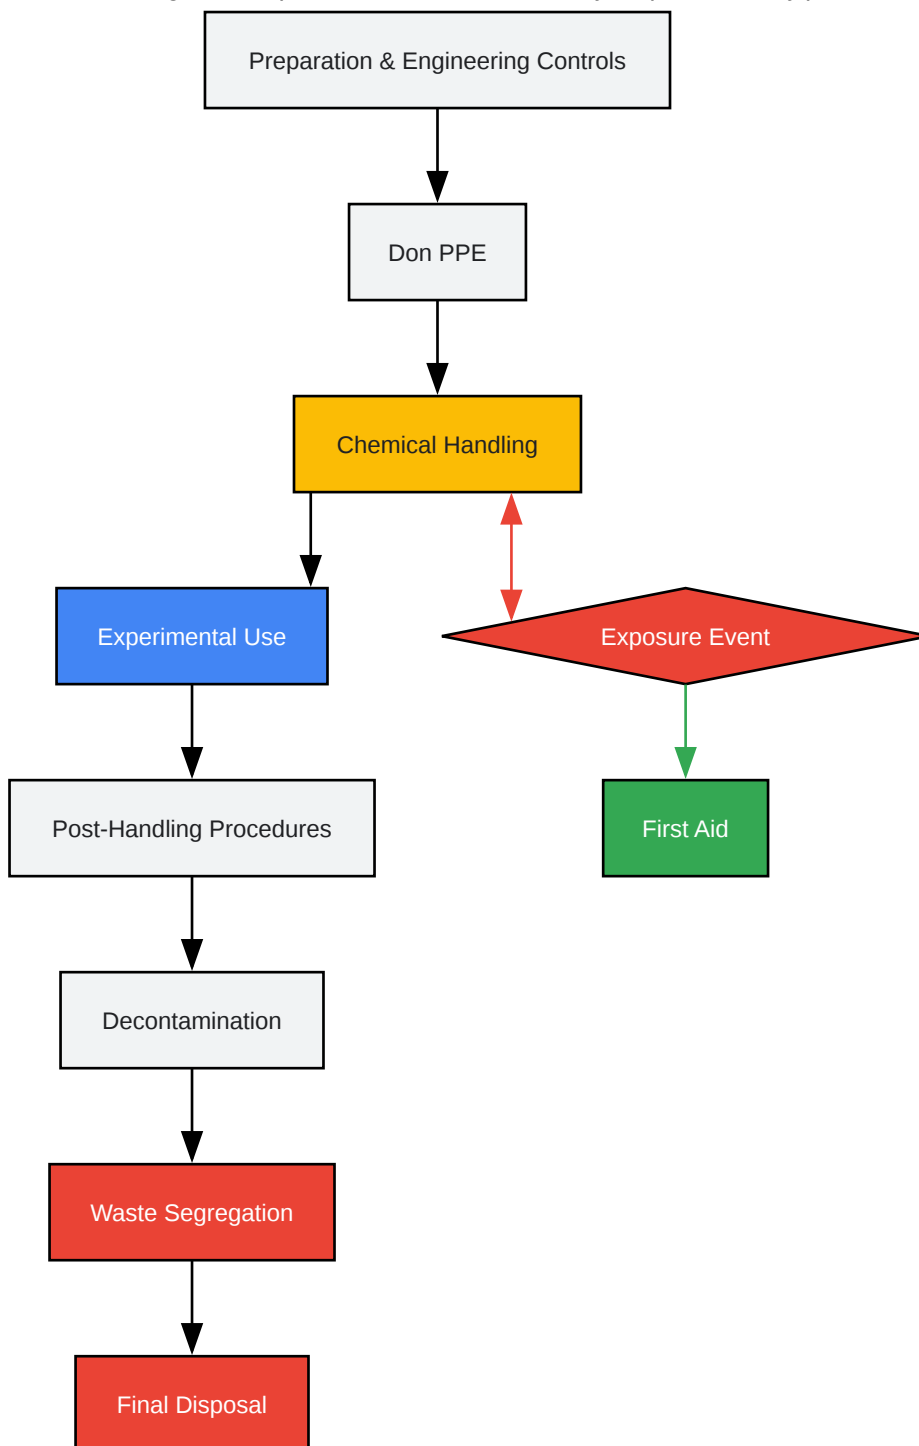 Preparation & Engineering Controls
Don PPE
Chemical Handling
Experimental Use
Exposure Event
Post-Handling Procedures
First Aid
Decontamination
Waste Segregation
Final Disposal